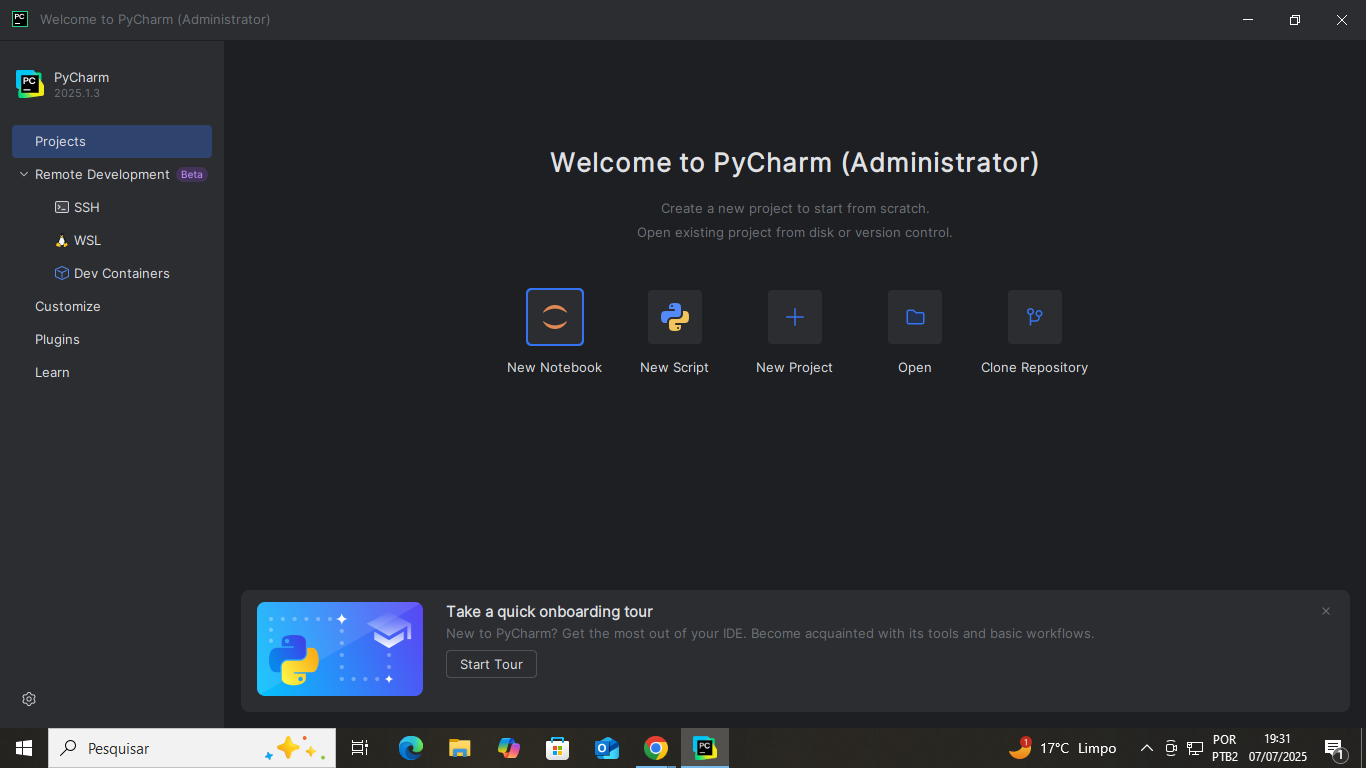 PC
Welcome to PyCharm (Administrator)
PC
PyCharm
2025.1.3
Projects
Remote Development Beta
SSH
WSL
Dev Containers
Customize
Plugins
Learn
Welcome to PyCharm (Administrator)
Create a new project to start from scratch.
Open existing project from disk or version control.
New Notebook
New Script
New Project
Open
Clone Repository
Take a quick onboarding tour
New to PyCharm? Get the most out of your IDE. Become acquainted with its tools and basic workflows.
Start Tour
Pesquisar
PC
1
17°C Limpo
POR
PTB2
19:31
07/07/2025
1